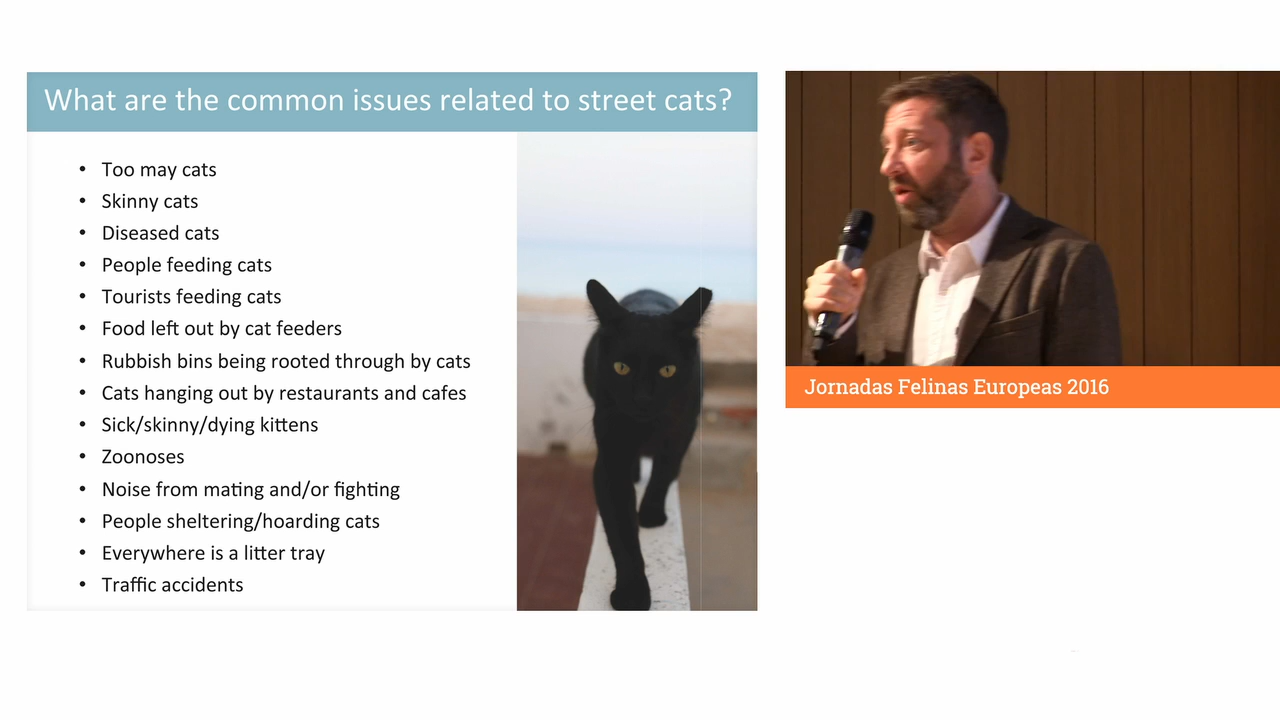 What are the common issues related to street cats?
• Too may cats
• Skinny cats
• Diseased cats
• People feeding cats
• Tourists feeding cats
• Food left out by cat feeders
• Rubbish bins being rooted through by cats
• Cats hanging out by restaurants and cafes
• Sick/skinny/dying kittens
• Zoonoses
• Noise from mating and/or fighting
• People sheltering/hoarding cats
• Everywhere is a litter tray
• Traffic accidents
Jornadas Felinas Europeas 2016